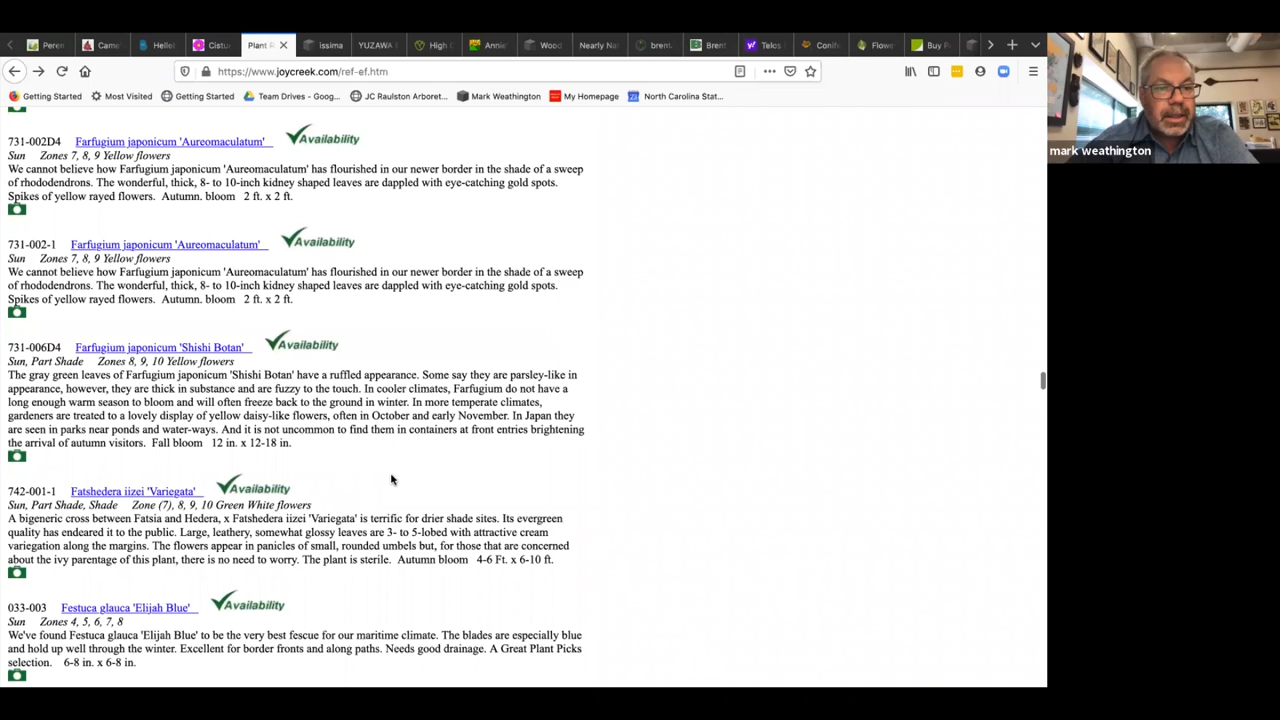 Peren
Came
Helle
Cistu
Plant R
issima
YUZAWA
High C
Annie
Wood
Nearly Na
brent
Brent
Telos
Conife
Flowe
Buy P
https://www.joycreek.com/ref-ef.htm
Getting Started
Most Visited
Getting Started
Team Drives - Goog...
JC Raulston Arboret...
Mark Weathington
My Homepage
North Carolina Stat...
mark weathington
731-002D4 Farfugium japonicum 'Aureomaculatum' Availability
Sun Zones 7, 8, 9 Yellow flowers
We cannot believe how Farfugium japonicum 'Aureomaculatum' has flourished in our newer border in the shade of a sweep
of rhododendrons. The wonderful, thick, 8- to 10-inch kidney shaped leaves are dappled with eye-catching gold spots.
Spikes of yellow rayed flowers. Autumn. bloom 2 ft. x 2 ft.
731-002-1 Farfugium japonicum 'Aureomaculatum' Availability
Sun Zones 7, 8, 9 Yellow flowers
We cannot believe how Farfugium japonicum 'Aureomaculatum' has flourished in our newer border in the shade of a sweep
of rhododendrons. The wonderful, thick, 8- to 10-inch kidney shaped leaves are dappled with eye-catching gold spots.
Spikes of yellow rayed flowers. Autumn. bloom 2 ft. x 2 ft.
731-006D4 Farfugium japonicum 'Shishi Botan' Availability
Sun, Part Shade Zones 8, 9, 10 Yellow flowers
The gray green leaves of Farfugium japonicum 'Shishi Botan' have a ruffled appearance. Some say they are parsley-like in
appearance, however, they are thick in substance and are fuzzy to the touch. In cooler climates, Farfugium do not have a
long enough warm season to bloom and will often freeze back to the ground in winter. In more temperate climates,
gardeners are treated to a lovely display of yellow daisy-like flowers, often in October and early November. In Japan they
are seen in parks near ponds and water-ways. And it is not uncommon to find them in containers at front entries brightening
the arrival of autumn visitors. Fall bloom 12 in. x 12-18 in.
742-001-1 Fatshedera iizei 'Variegata' Availability
Sun, Part Shade, Shade Zone (7), 8, 9, 10 Green White flowers
A bigeneric cross between Fatsia and Hedera, x Fatshedera iizei 'Variegata' is terrific for drier shade sites. Its evergreen
quality has endeared it to the public. Large, leathery, somewhat glossy leaves are 3- to 5-lobed with attractive cream
variegation along the margins. The flowers appear in panicles of small, rounded umbels but, for those that are concerned
about the ivy parentage of this plant, there is no need to worry. The plant is sterile. Autumn bloom 4-6 Ft. x 6-10 ft.
033-003 Festuca glauca 'Elijah Blue' Availability
Sun Zones 4, 5, 6, 7, 8
We've found Festuca glauca 'Elijah Blue' to be the very best fescue for our maritime climate. The blades are especially blue
and hold up well through the winter. Excellent for border fronts and along paths. Needs good drainage. A Great Plant Picks
selection. 6-8 in. x 6-8 in.